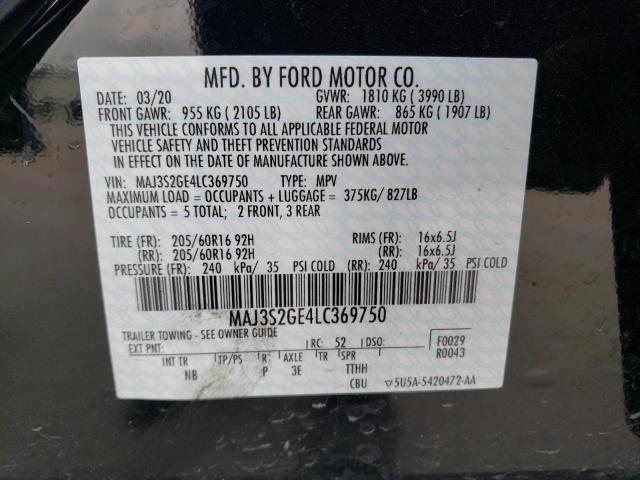 MFD. BY FORD MOTOR CO.
DATE: 03/20 GVWR: 1810 KG ( 3990 LB)
FRONT GAWR: 955 KG ( 2105 LB) REAR GAWR: 865 KG ( 1907 LB)
THIS VEHICLE CONFORMS TO ALL APPLICABLE FEDERAL MOTOR
VEHICLE SAFETY AND THEFT PREVENTION STANDARDS
IN EFFECT ON THE DATE OF MANUFACTURE SHOWN ABOVE.
VIN: MAJ3S2GE4LC369750 TYPE: MPV
MAXIMUM LOAD = OCCUPANTS + LUGGAGE = 375KG/ 827LB
OCCUPANTS = 5 TOTAL; 2 FRONT, 3 REAR
TIRE (FR): 205/60R16 92H RIMS (FR): 16x6.5J
(RR): 205/60R16 92H (RR): 16x6.5J
PRESSURE (FR): 240 kPa/ 35 PSI COLD (RR): 240 kPa/ 35 PSI COLD
MAJ3S2GE4LC369750
TRAILER TOWING - SEE OWNER GUIDE
EXT PNT: RC: 52 DSO: F0029
R0043
INT TR TP/PS R AXLE TR SPR
NB P 3E TTHH
CBU ▽5U5A-5420472-AA